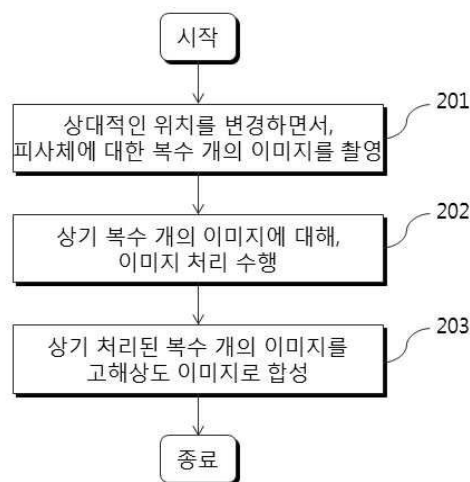 시작
상대적인 위치를 변경하면서,
피사체에 대한 복수 개의 이미지를 촬영
201
상기 복수 개의 이미지에 대해,
이미지 처리 수행
202
상기 처리된 복수 개의 이미지를
고해상도 이미지로 합성
203
종료